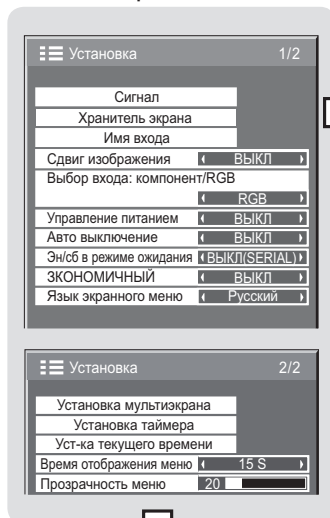 Установка 1/2
Сигнал
Хранитель экрана
Имя входа
Сдвиг изображения ВЫКЛ
Выбор входа: компонент/RGB
RGB
Управление питанием ВЫКЛ
Авто выключение ВЫКЛ
Эн/сб в режиме ожидания ВЫКЛ(SERIAL)
ЗКОНОМИЧНЫЙ ВЫКЛ
Язык экранного меню Русский
Установка 2/2
Установка мультиэкрана
Установка таймера
Уст-ка текущего времени
Время отображения меню 15 S
Прозрачность меню 20